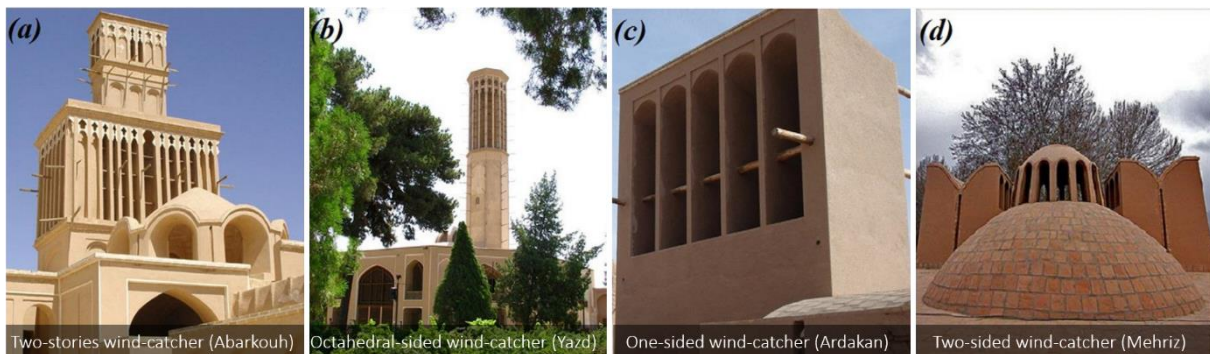 (a)
(b)
(c)
(d)
Two-stories wind-catcher (Abarkouh)
Octahedral-sided wind-catcher (Yazd)
One-sided wind-catcher (Ardakan)
Two-sided wind-catcher (Mehriz)